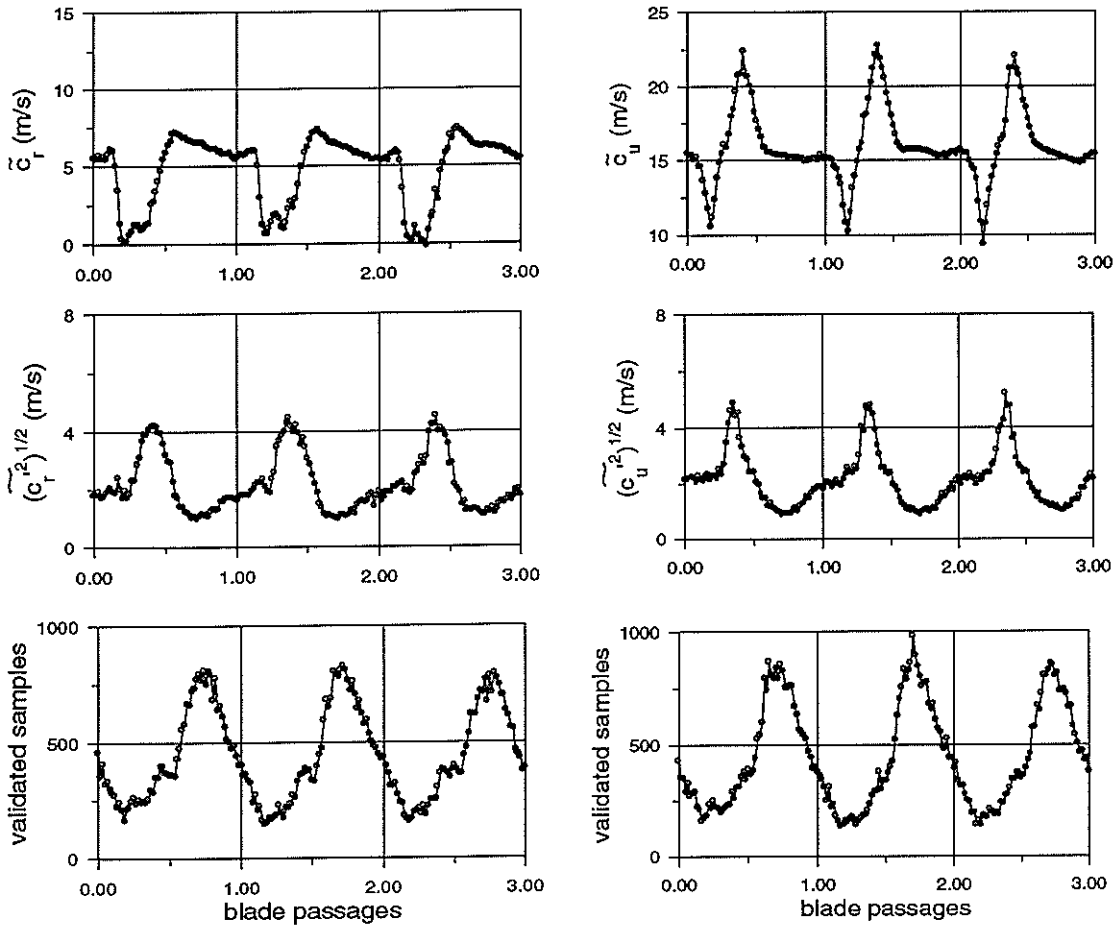 15
10
5
0
c̃r (m/s)
0.00 1.00 2.00 3.00
25
20
15
10
c̃u (m/s)
0.00 1.00 2.00 3.00
8
4
0
(c̃r'²)1/2 (m/s)
0.00 1.00 2.00 3.00
8
4
0
(c̃u'²)1/2 (m/s)
0.00 1.00 2.00 3.00
1000
500
0
validated samples
0.00 1.00 2.00 3.00
blade passages
1000
500
0
validated samples
0.00 1.00 2.00 3.00
blade passages